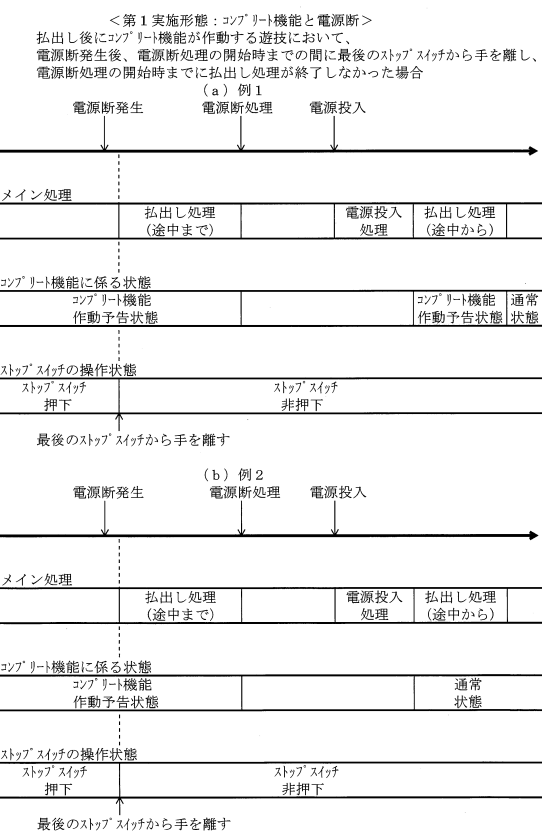 ＜第１実施形態：ｺﾝﾌﾟﾘｰﾄ機能と電源断＞
払出し後にｺﾝﾌﾟﾘｰﾄ機能が作動する遊技において、
電源断発生後、電源断処理の開始時までの間に最後のｽﾄｯﾌﾟｽｲｯﾁから手を離し、
電源断処理の開始時までに払出し処理が終了しなかった場合
（ａ）例１
電源断発生 電源断処理 電源投入
メイン処理
払出し処理 電源投入 払出し処理
(途中まで) 処理 (途中から)
ｺﾝﾌﾟﾘｰﾄ機能に係る状態
ｺﾝﾌﾟﾘｰﾄ機能 ｺﾝﾌﾟﾘｰﾄ機能 通常
作動予告状態 作動予告状態 状態
ｽﾄｯﾌﾟｽｲｯﾁの操作状態
ｽﾄｯﾌﾟｽｲｯﾁ ｽﾄｯﾌﾟｽｲｯﾁ
押下 非押下
最後のｽﾄｯﾌﾟｽｲｯﾁから手を離す
（ｂ）例２
電源断発生 電源断処理 電源投入
メイン処理
払出し処理 電源投入 払出し処理
(途中まで) 処理 (途中から)
ｺﾝﾌﾟﾘｰﾄ機能に係る状態
ｺﾝﾌﾟﾘｰﾄ機能 通常
作動予告状態 状態
ｽﾄｯﾌﾟｽｲｯﾁの操作状態
ｽﾄｯﾌﾟｽｲｯﾁ ｽﾄｯﾌﾟｽｲｯﾁ
押下 非押下
最後のｽﾄｯﾌﾟｽｲｯﾁから手を離す